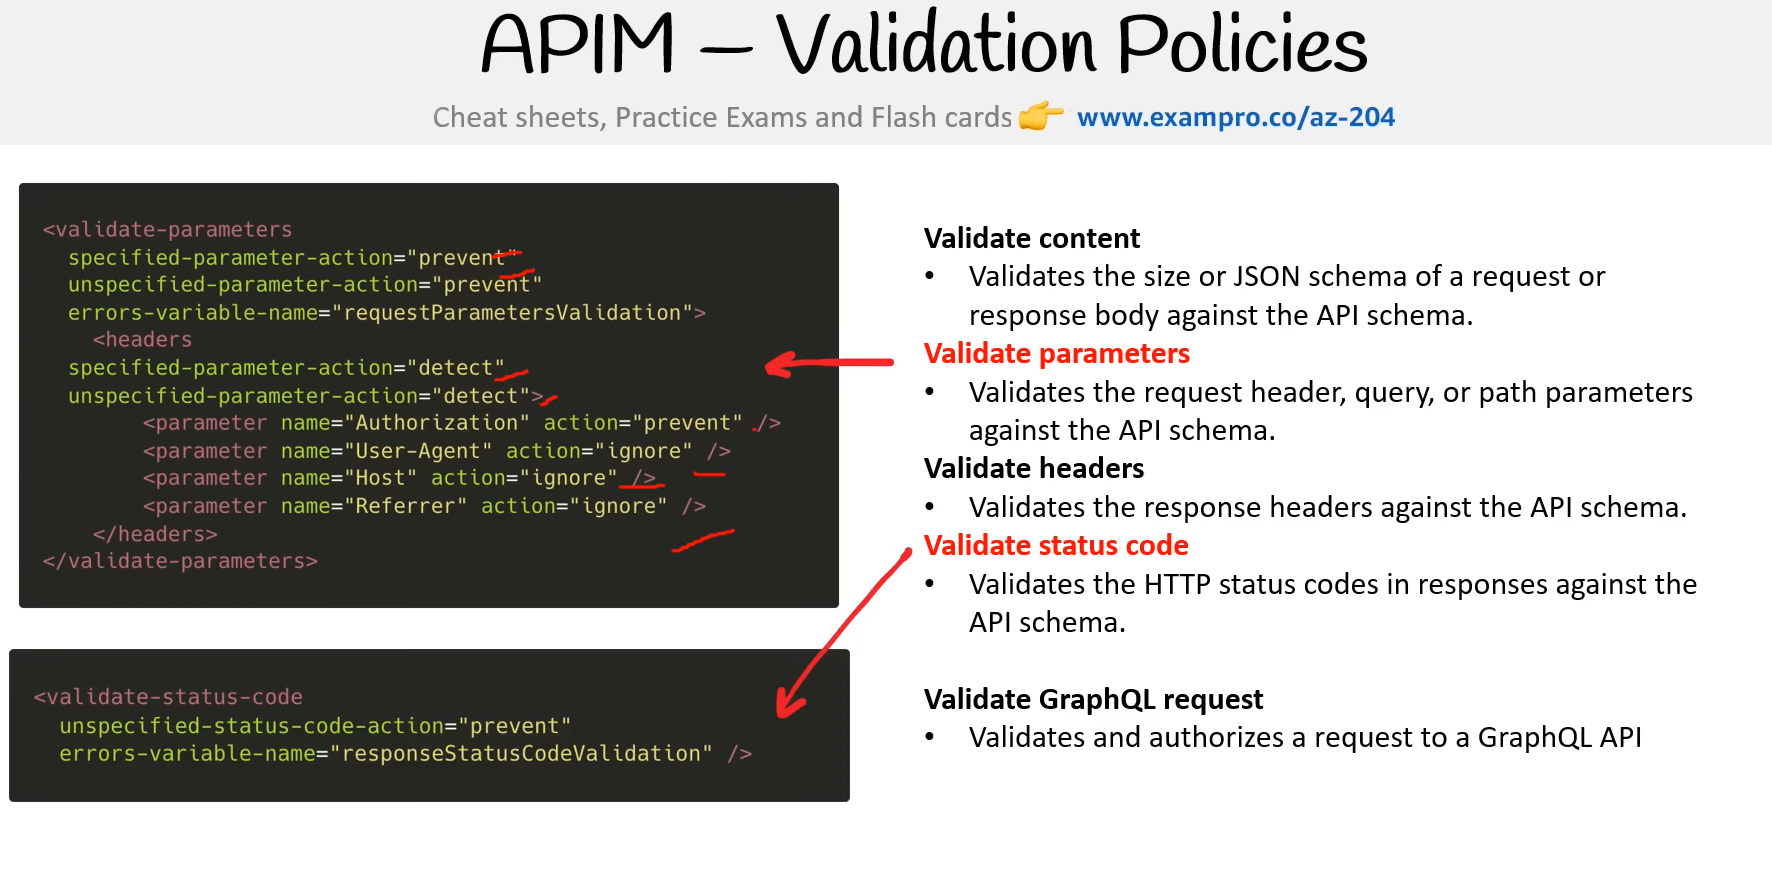 APIM – Validation Policies
Cheat sheets, Practice Exams and Flash cards 👉 www.exampro.co/az-204
<validate-parameters
specified-parameter-action="prevent"
unspecified-parameter-action="prevent"
errors-variable-name="requestParametersValidation">
<headers
specified-parameter-action="detect"
unspecified-parameter-action="detect">
<parameter name="Authorization" action="prevent" />
<parameter name="User-Agent" action="ignore" />
<parameter name="Host" action="ignore" />
<parameter name="Referrer" action="ignore" />
</headers>
</validate-parameters>
<validate-status-code
unspecified-status-code-action="prevent"
errors-variable-name="responseStatusCodeValidation" />
Validate content
• Validates the size or JSON schema of a request or
response body against the API schema.
Validate parameters
• Validates the request header, query, or path parameters
against the API schema.
Validate headers
• Validates the response headers against the API schema.
Validate status code
• Validates the HTTP status codes in responses against the
API schema.
Validate GraphQL request
• Validates and authorizes a request to a GraphQL API